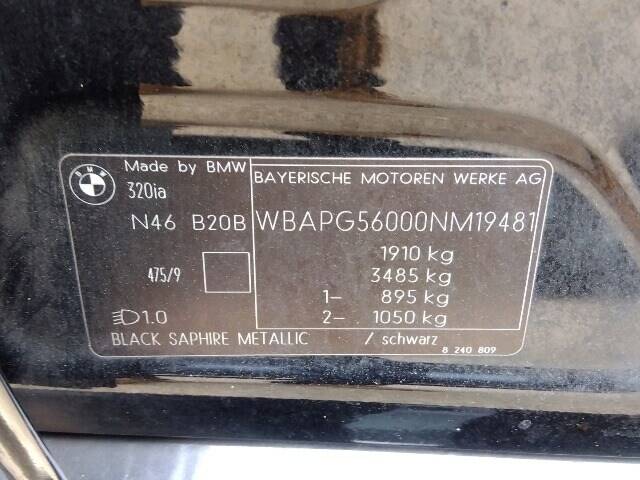 BMW
Made by BMW
320ia
N46 B20B
475/9
1.0
BAYERISCHE MOTOREN WERKE AG
WBAPG56000NM19481
1910 kg
3485 kg
1- 895 kg
2- 1050 kg
BLACK SAPHIRE METALLIC / schwarz
8 240 809